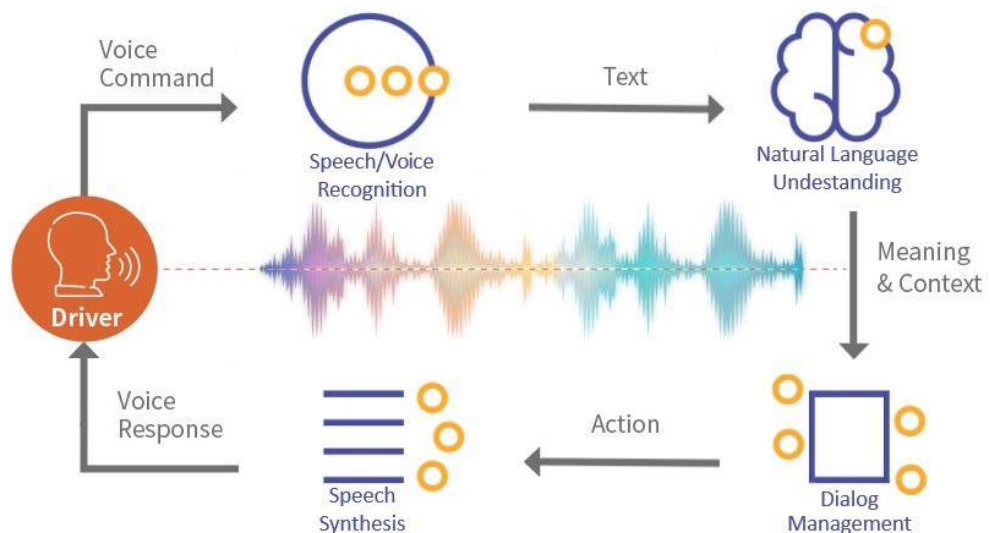 Voice
Command
Speech/Voice
Recognition
Text
Natural Language
Undestanding
Meaning
& Context
Dialog
Management
Action
Speech
Synthesis
Voice
Response
Driver